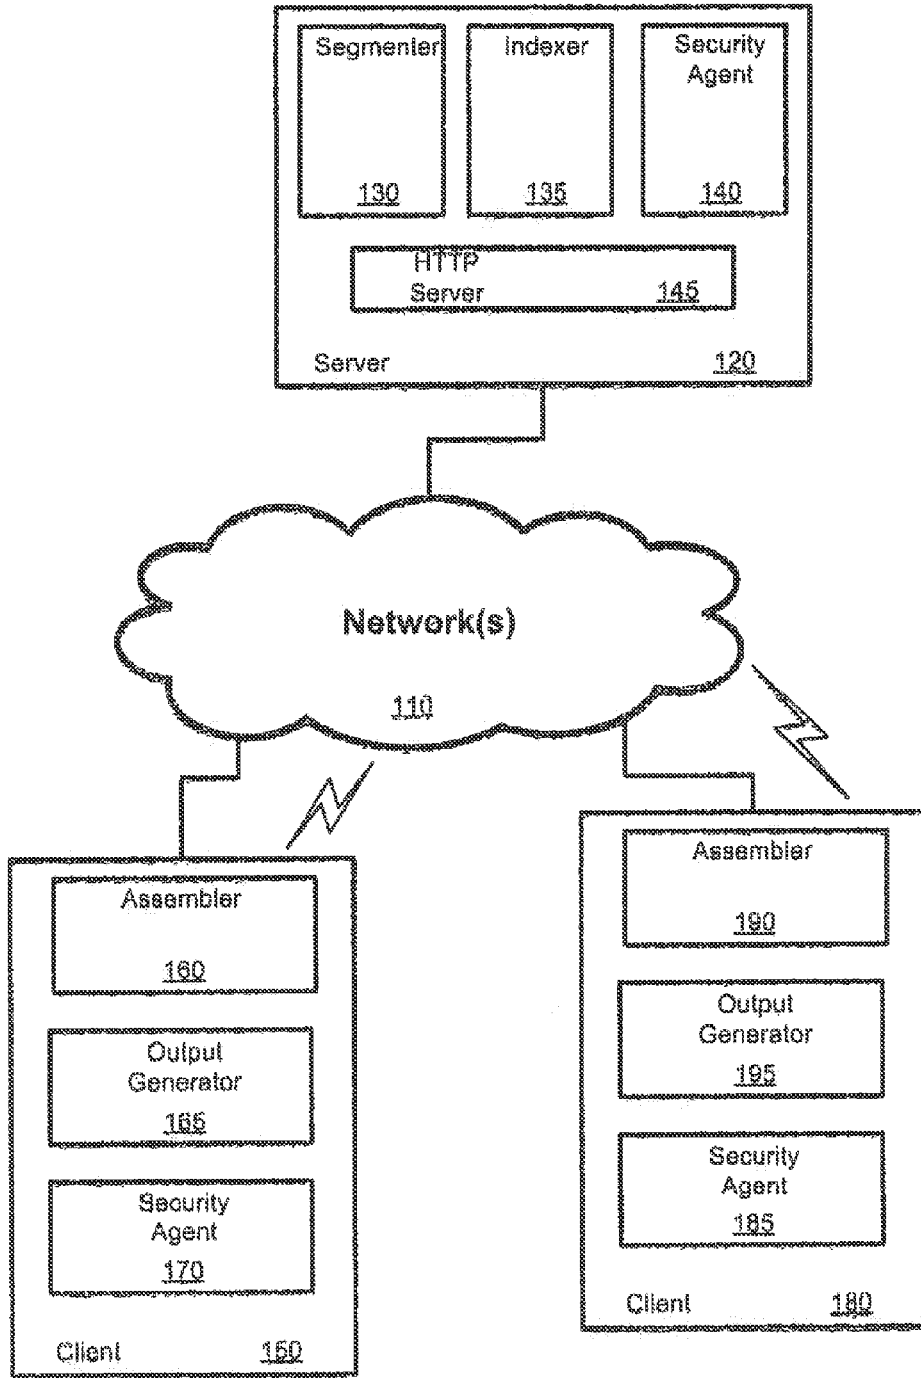 Segmenter
130
Indexer
135
Security
Agent
140
HTTP
Server
145
Server
120
Network(s)
110
Assembler
160
Output
Generator
165
Security
Agent
170
Client
150
Assembler
190
Output
Generator
195
Security
Agent
185
Client
180